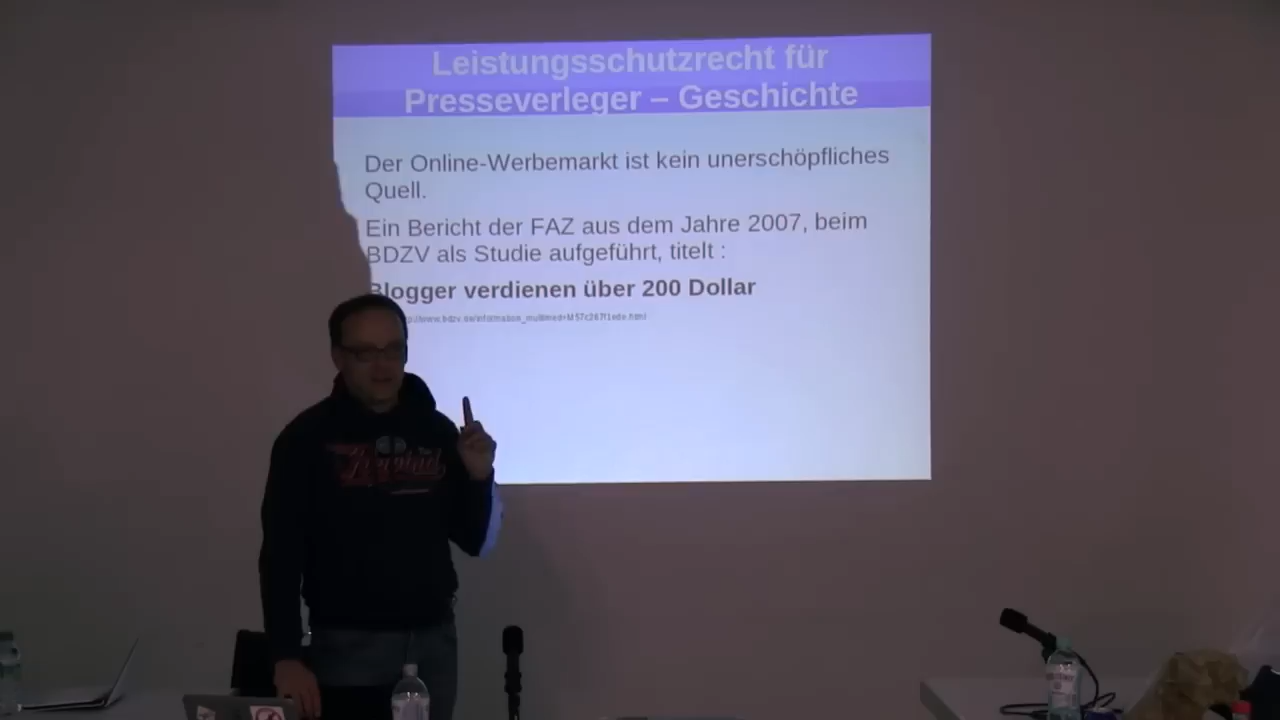 Leistungsschutzrecht für
Presseverleger – Geschichte
Der Online-Werbemarkt ist kein unerschöpfliches
Quell.
Ein Bericht der FAZ aus dem Jahre 2007, beim
BDZV als Studie aufgeführt, titelt :
Blogger verdienen über 200 Dollar